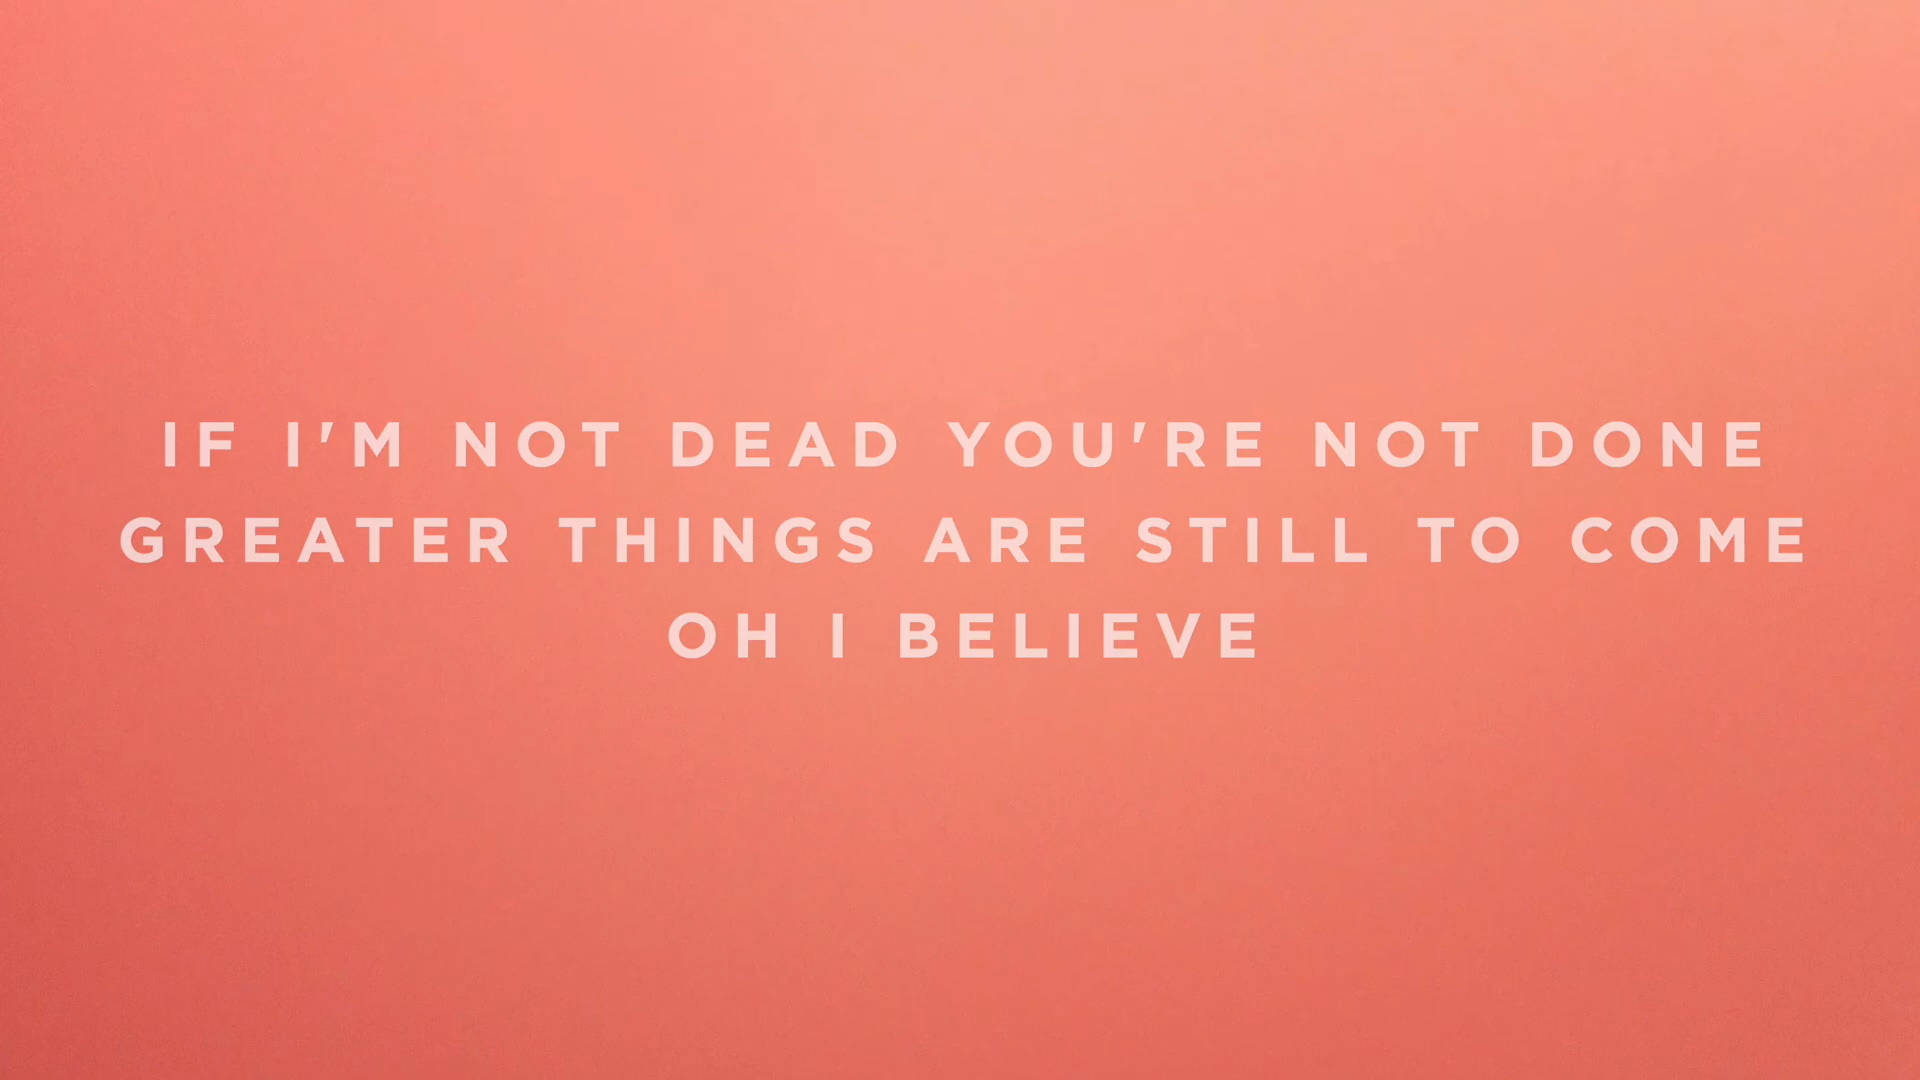 IF I'M NOT DEAD YOU'RE NOT DONE
GREATER THINGS ARE STILL TO COME
OH I BELIEVE